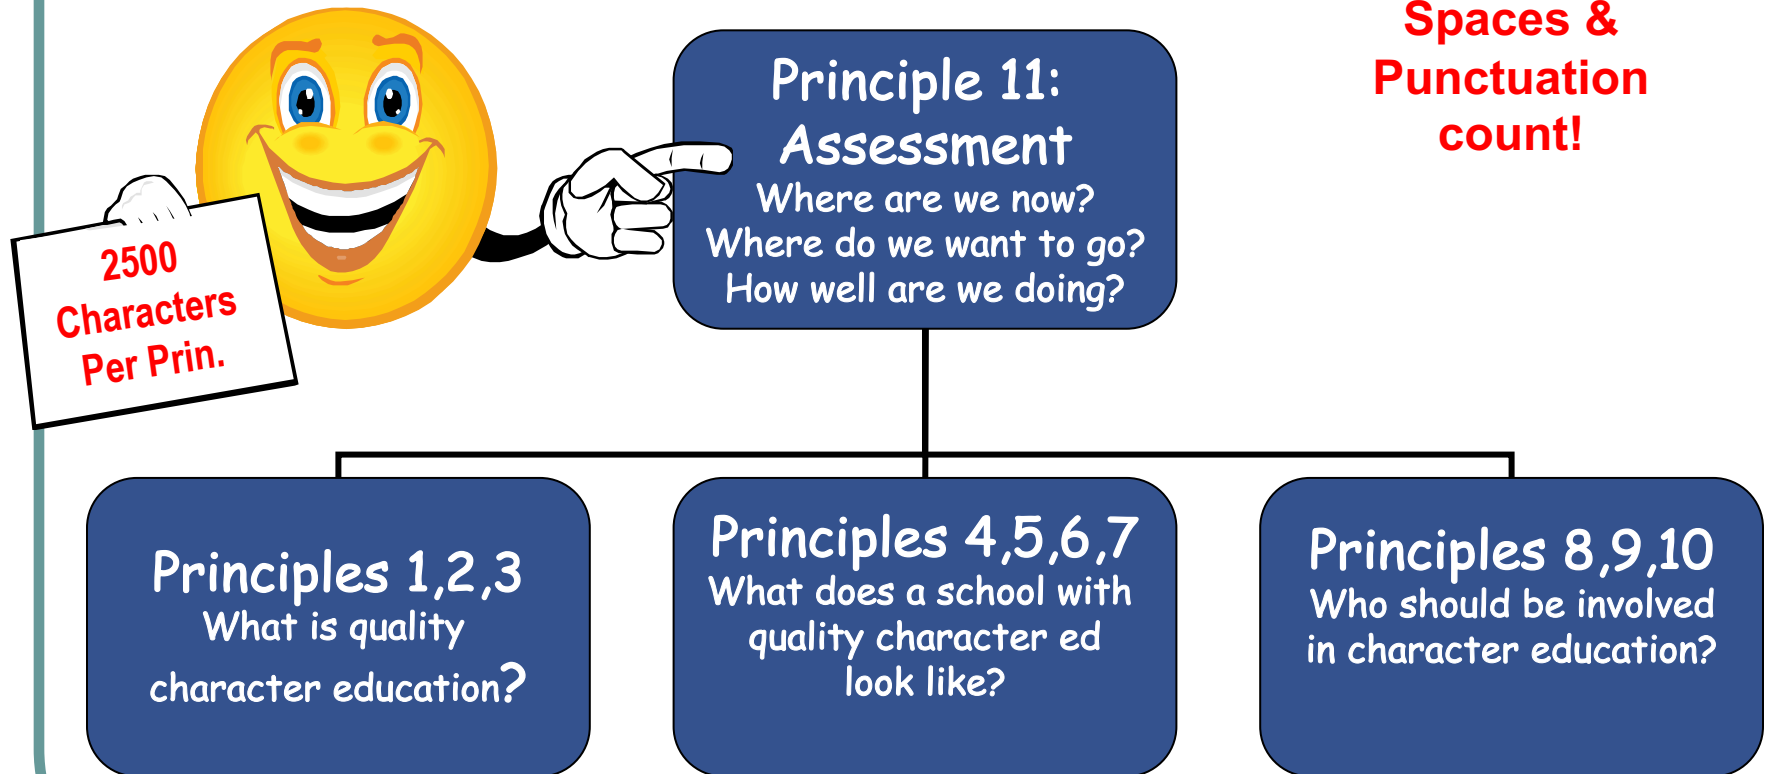 Spaces &
Punctuation
count!
Principle 11:
Assessment
Where are we now?
Where do we want to go?
How well are we doing?
2500
Characters
Per Prin.
Principles 1,2,3
What is quality
character education?
Principles 4,5,6,7
What does a school with
quality character ed
look like?
Principles 8,9,10
Who should be involved
in character education?